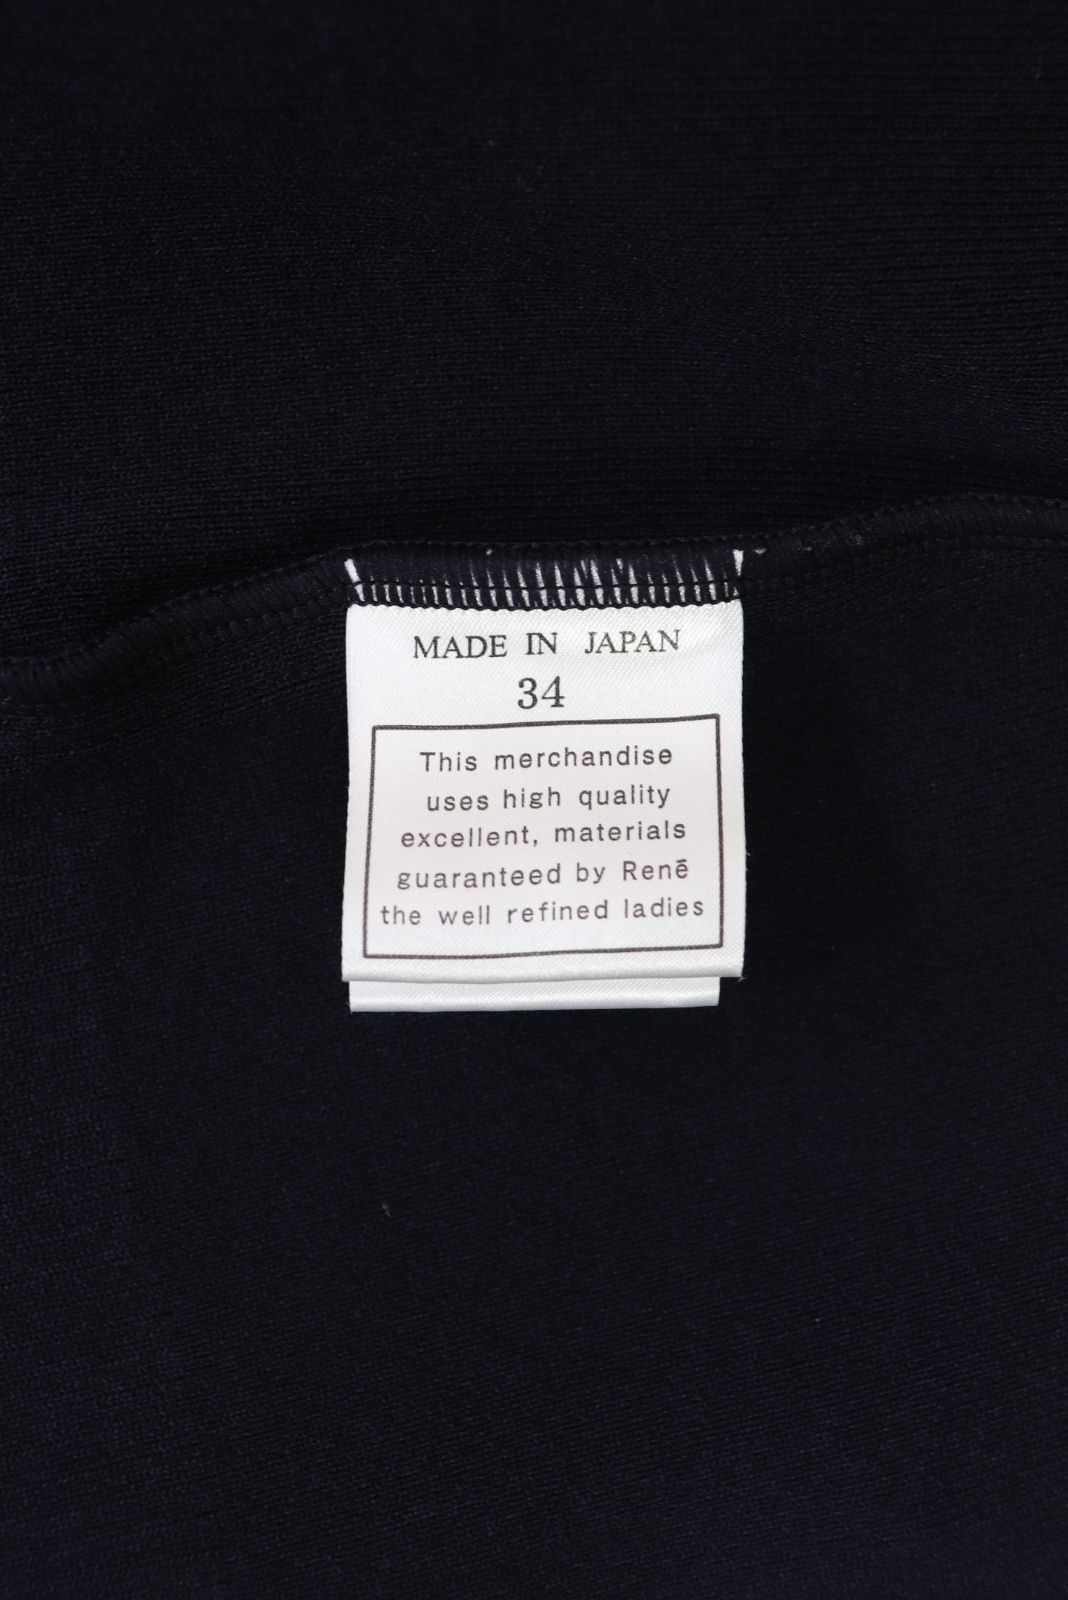 MADE IN JAPAN
34
This merchandise
uses high quality
excellent, materials
guaranteed by Renē
the well refined ladies